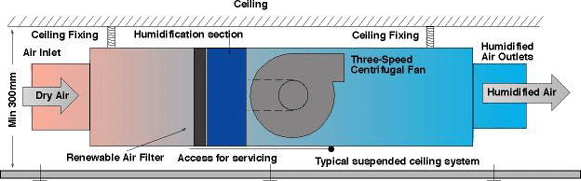 Ceiling
Ceiling Fixing
Humidification section
Ceiling Fixing
Humidified
Air Outlets
Air Inlet
Three-Speed
Centrifugal Fan
Min 300mm
Dry Air
Humidified Air
Renewable Air Filter
Access for servicing
Typical suspended ceiling system